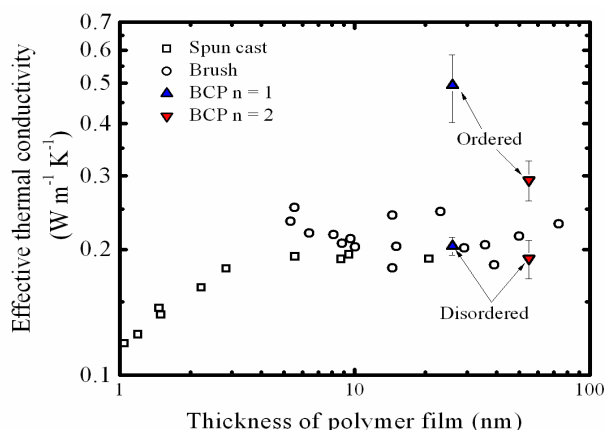 Effective thermal conductivity
(W m⁻¹ K⁻¹)
0.7
0.6
0.5
0.4
0.3
0.2
0.1
Spun cast
Brush
BCP n = 1
BCP n = 2
Ordered
Disordered
1
10
100
Thickness of polymer film (nm)